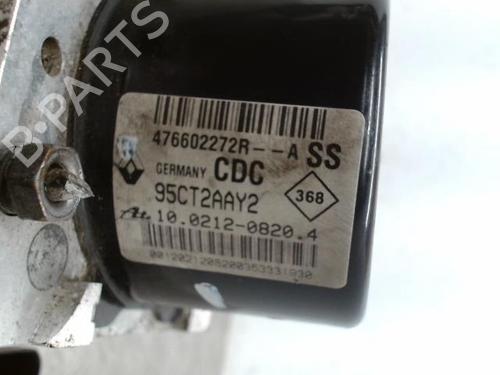 B-PARTS
476602272R--A SS
GERMANY CDC
368
95CT2AAY2
10.0212-0820.4